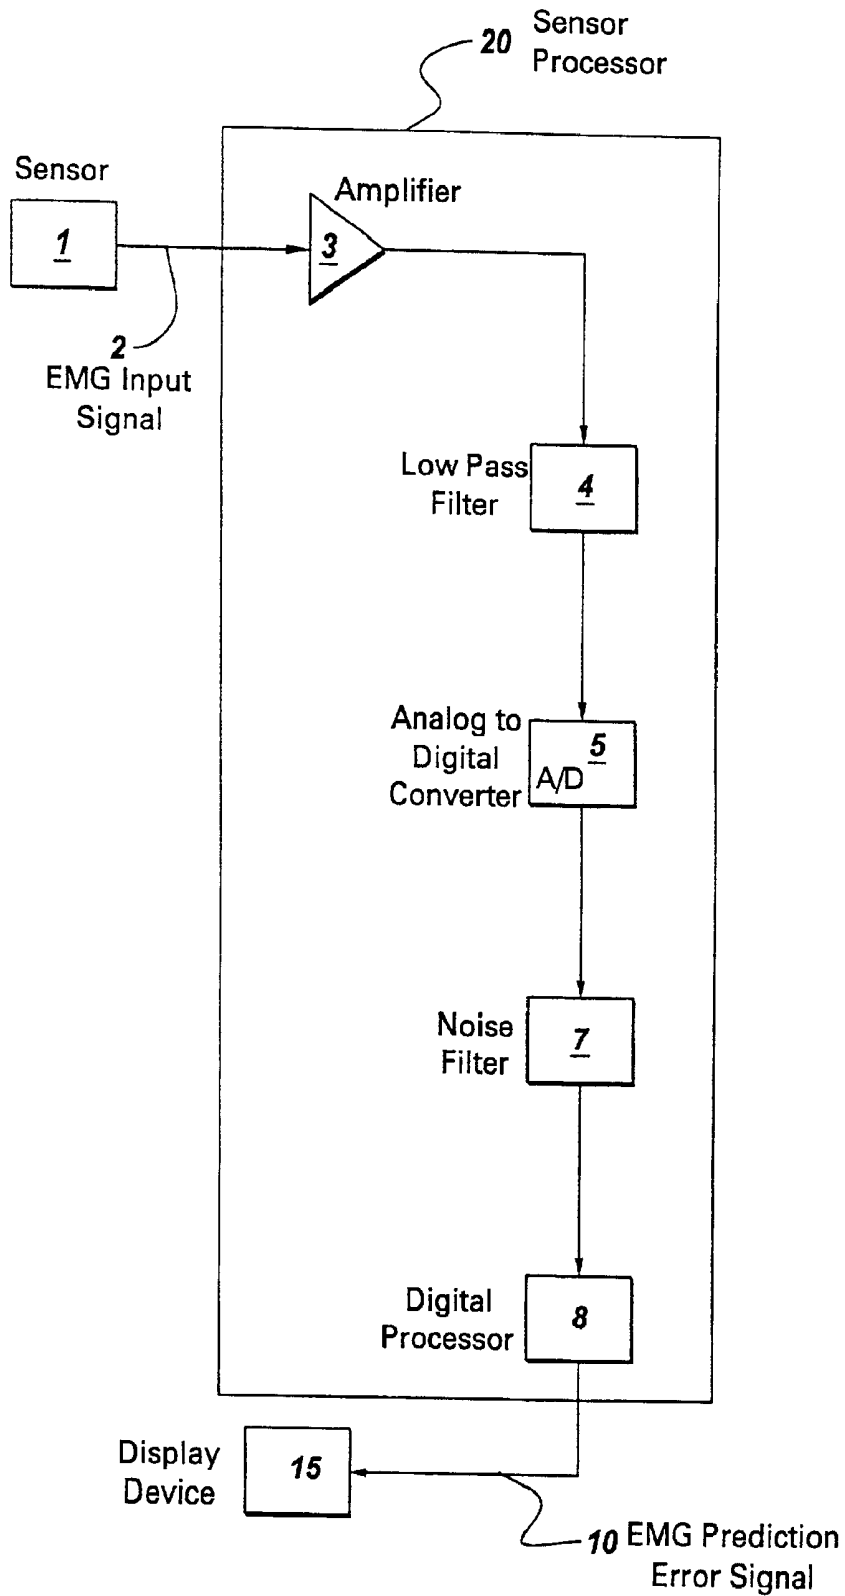 20 Sensor
Processor
Sensor
1
Amplifier
3
2
EMG Input
Signal
Low Pass
Filter
4
Analog to
Digital
Converter
5
A/D
Noise
Filter
7
Digital
Processor
8
Display
Device
15
10 EMG Prediction
Error Signal